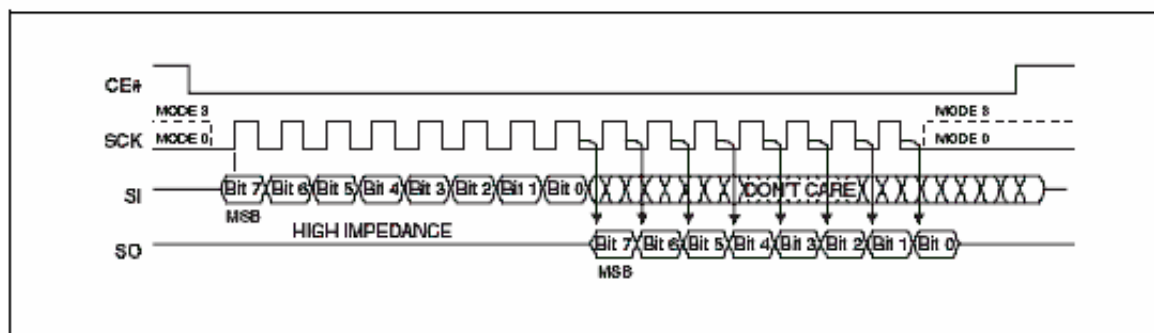 CE#
MODE 3 MODE 3
SCK MODE 0 MODE 0
SI Bit 7 Bit 6 Bit 5 Bit 4 Bit 3 Bit 2 Bit 1 Bit 0 DON'T CARE
MSB
HIGH IMPEDANCE
SO Bit 7 Bit 6 Bit 5 Bit 4 Bit 3 Bit 2 Bit 1 Bit 0
MSB